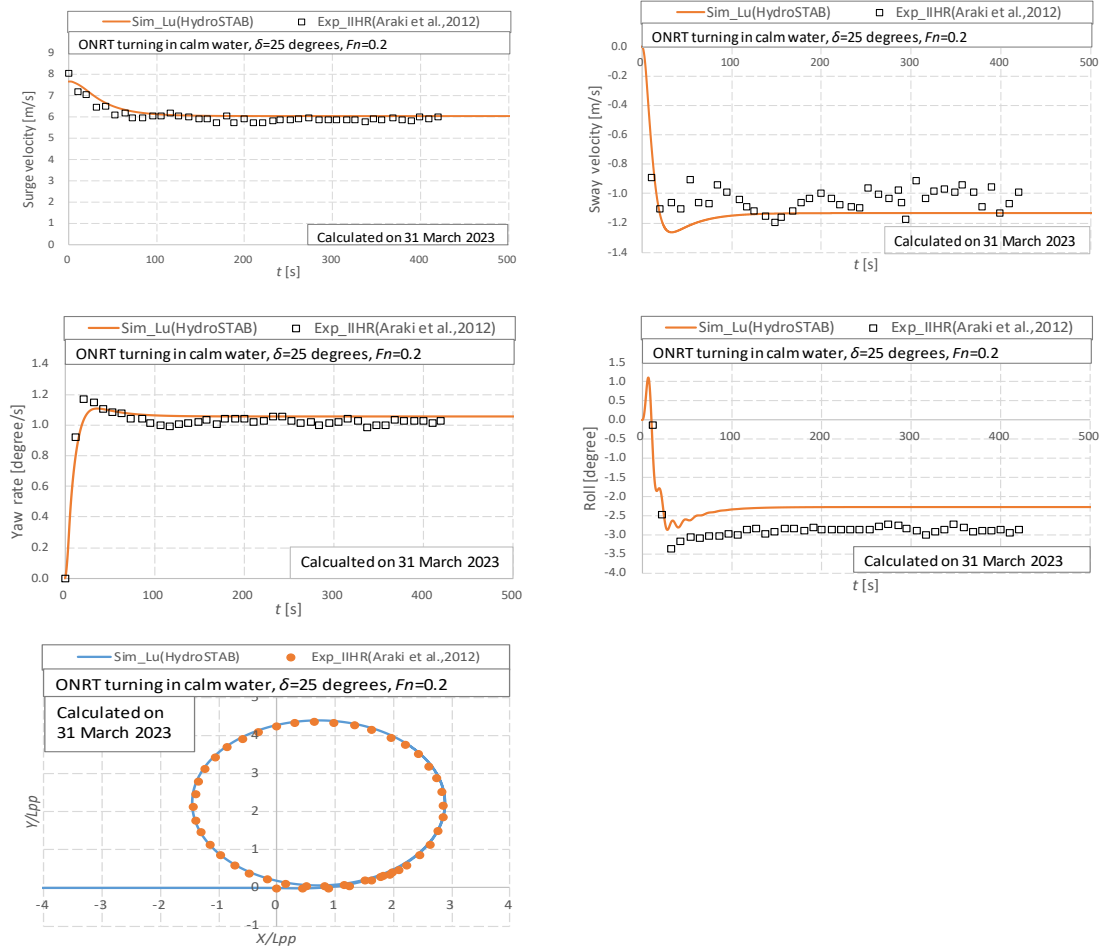 Sim_Lu(HydroSTAB) Exp_IIHR(Araki et al.,2012)
ONRT turning in calm water, δ=25 degrees, Fn=0.2
9
8
7
6
5
4
3
2
1
0
Surge velocity [m/s]
Calculated on 31 March 2023
0 100 200 300 400 500
t [s]
Sim_Lu(HydroSTAB) Exp_IIHR(Araki et al.,2012)
ONRT turning in calm water, δ=25 degrees, Fn=0.2
0.0
0 100 200 300 400 500
-0.2
-0.4
-0.6
-0.8
-1.0
-1.2
-1.4
Sway velocity [m/s]
Calculated on 31 March 2023
t [s]
Sim_Lu(HydroSTAB) Exp_IIHR(Araki et al.,2012)
ONRT turning in calm water, δ=25 degrees, Fn=0.2
1.4
1.2
1.0
0.8
0.6
0.4
0.2
0.0
Yaw rate [degree/s]
Calculated on 31 March 2023
0 100 200 300 400 500
t [s]
Sim_Lu(HydroSTAB) Exp_IIHR(Araki et al.,2012)
ONRT turning in calm water, δ=25 degrees, Fn=0.2
1.5
1.0
0.5
0.0
0 100 200 300 400 500
-0.5
-1.0
-1.5
-2.0
-2.5
-3.0
-3.5
-4.0
Roll [degree]
Calculated on 31 March 2023
t [s]
Sim_Lu(HydroSTAB) Exp_IIHR(Araki et al.,2012)
ONRT turning in calm water, δ=25 degrees, Fn=0.2
Calculated on
31 March 2023
5
4
3
2
1
0
-1
Y/Lpp
-4 -3 -2 -1 0 1 2 3 4
X/Lpp